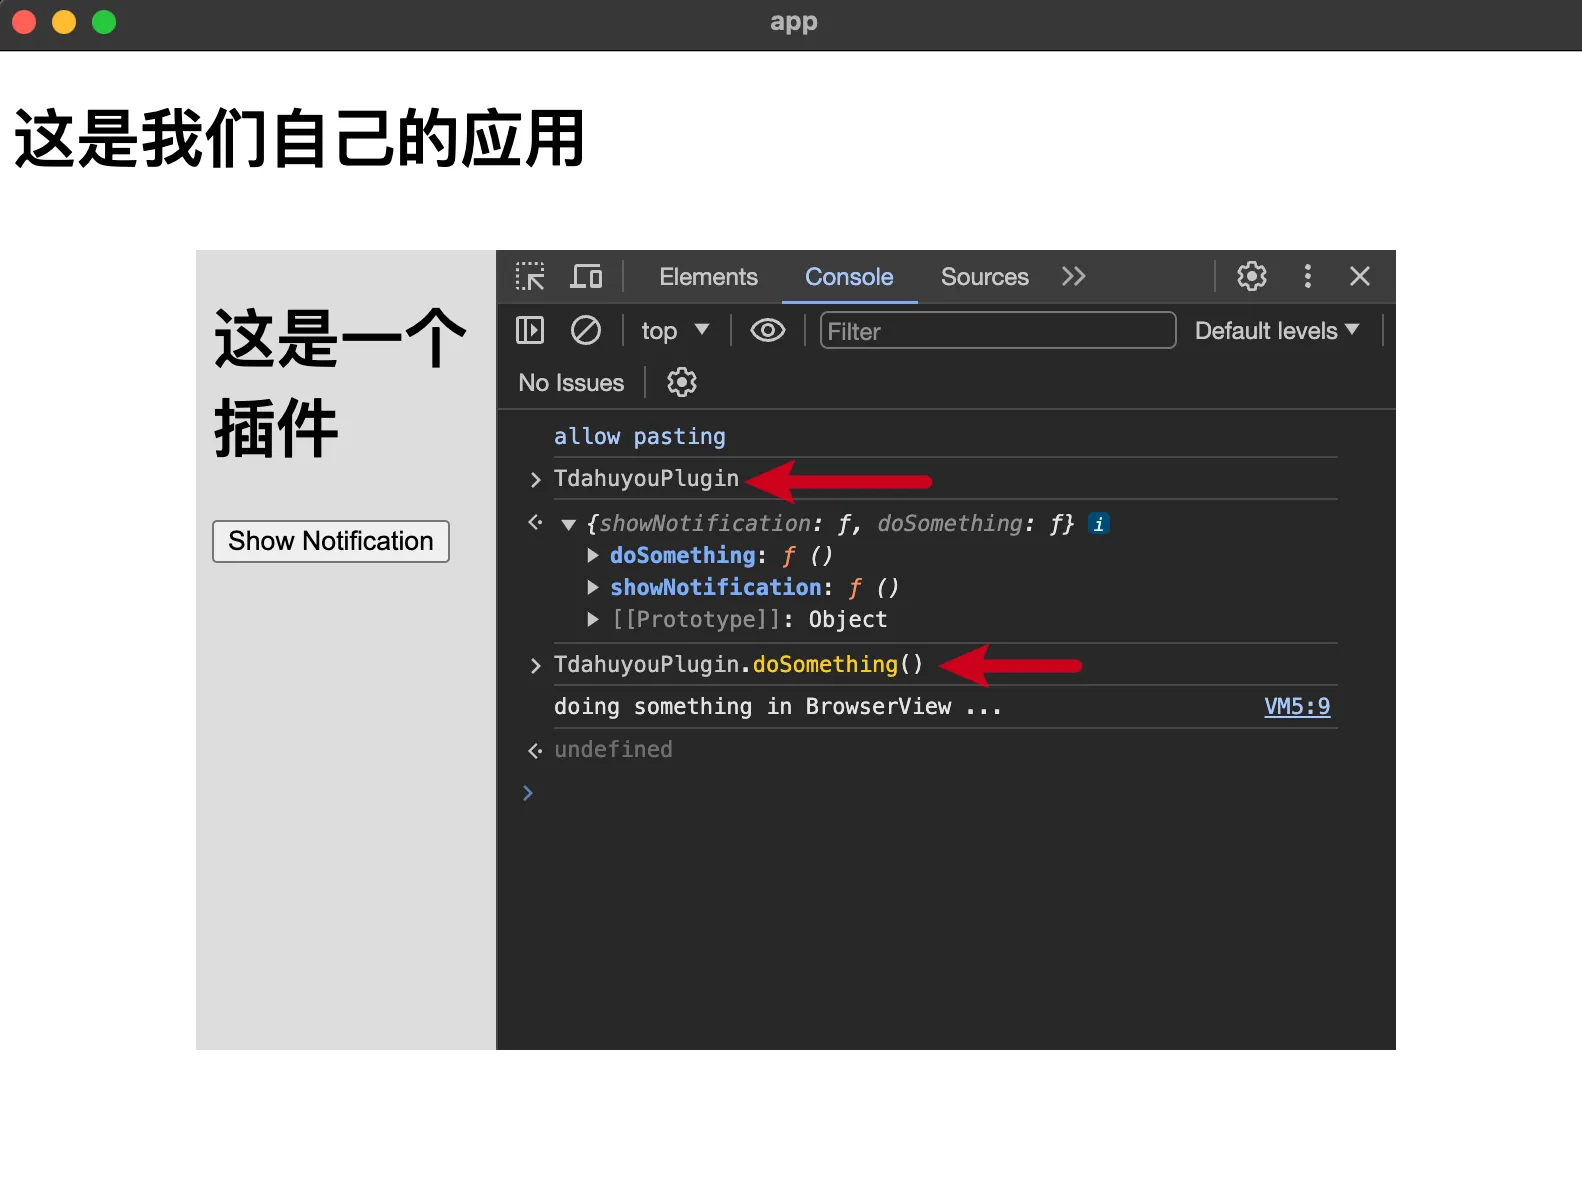 app
这是我们自己的应用
这是一个
插件
Show Notification
Elements Console Sources
top Filter Default levels
No Issues
allow pasting
TdahuyouPlugin
{showNotification: ƒ, doSomething: ƒ} i
doSomething: ƒ ()
showNotification: ƒ ()
[[Prototype]]: Object
TdahuyouPlugin.doSomething()
doing something in BrowserView ... VM5:9
undefined